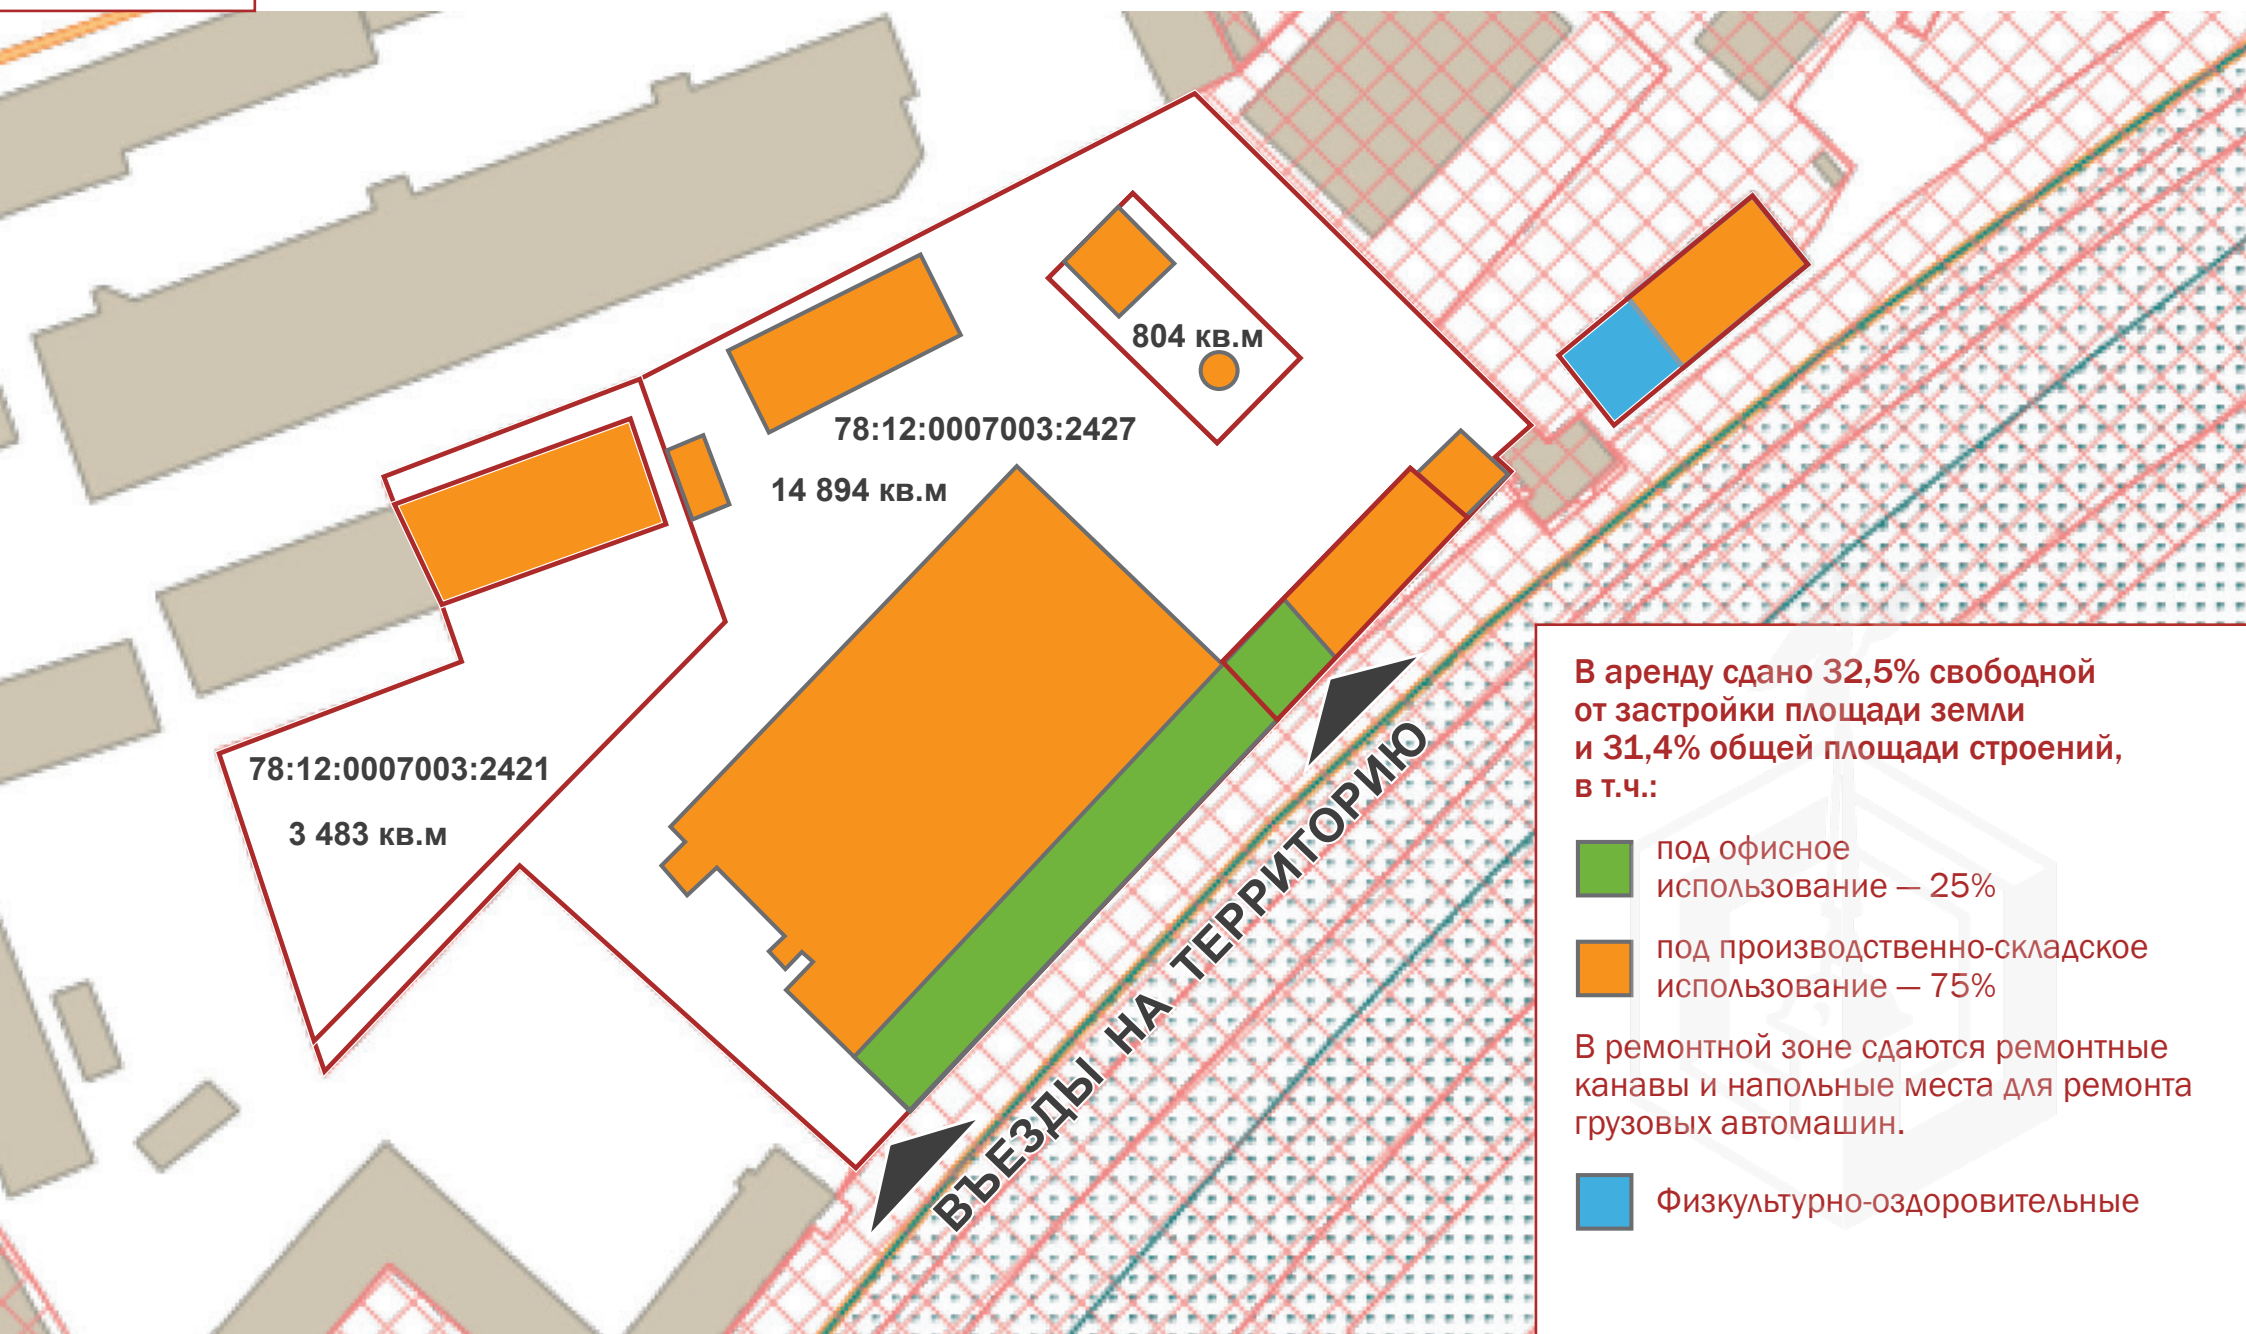 804 кв.м
78:12:0007003:2427
14 894 кв.м
78:12:0007003:2421
3 483 кв.м
ВЪЕЗДЫ НА ТЕРРИТОРИЮ
В аренду сдано 32,5% свободной
от застройки площади земли
и 31,4% общей площади строений,
в т.ч.:
под офисное
использование — 25%
под производственно-складское
использование — 75%
В ремонтной зоне сдаются ремонтные
канавы и напольные места для ремонта
грузовых автомашин.
Физкультурно-оздоровительные